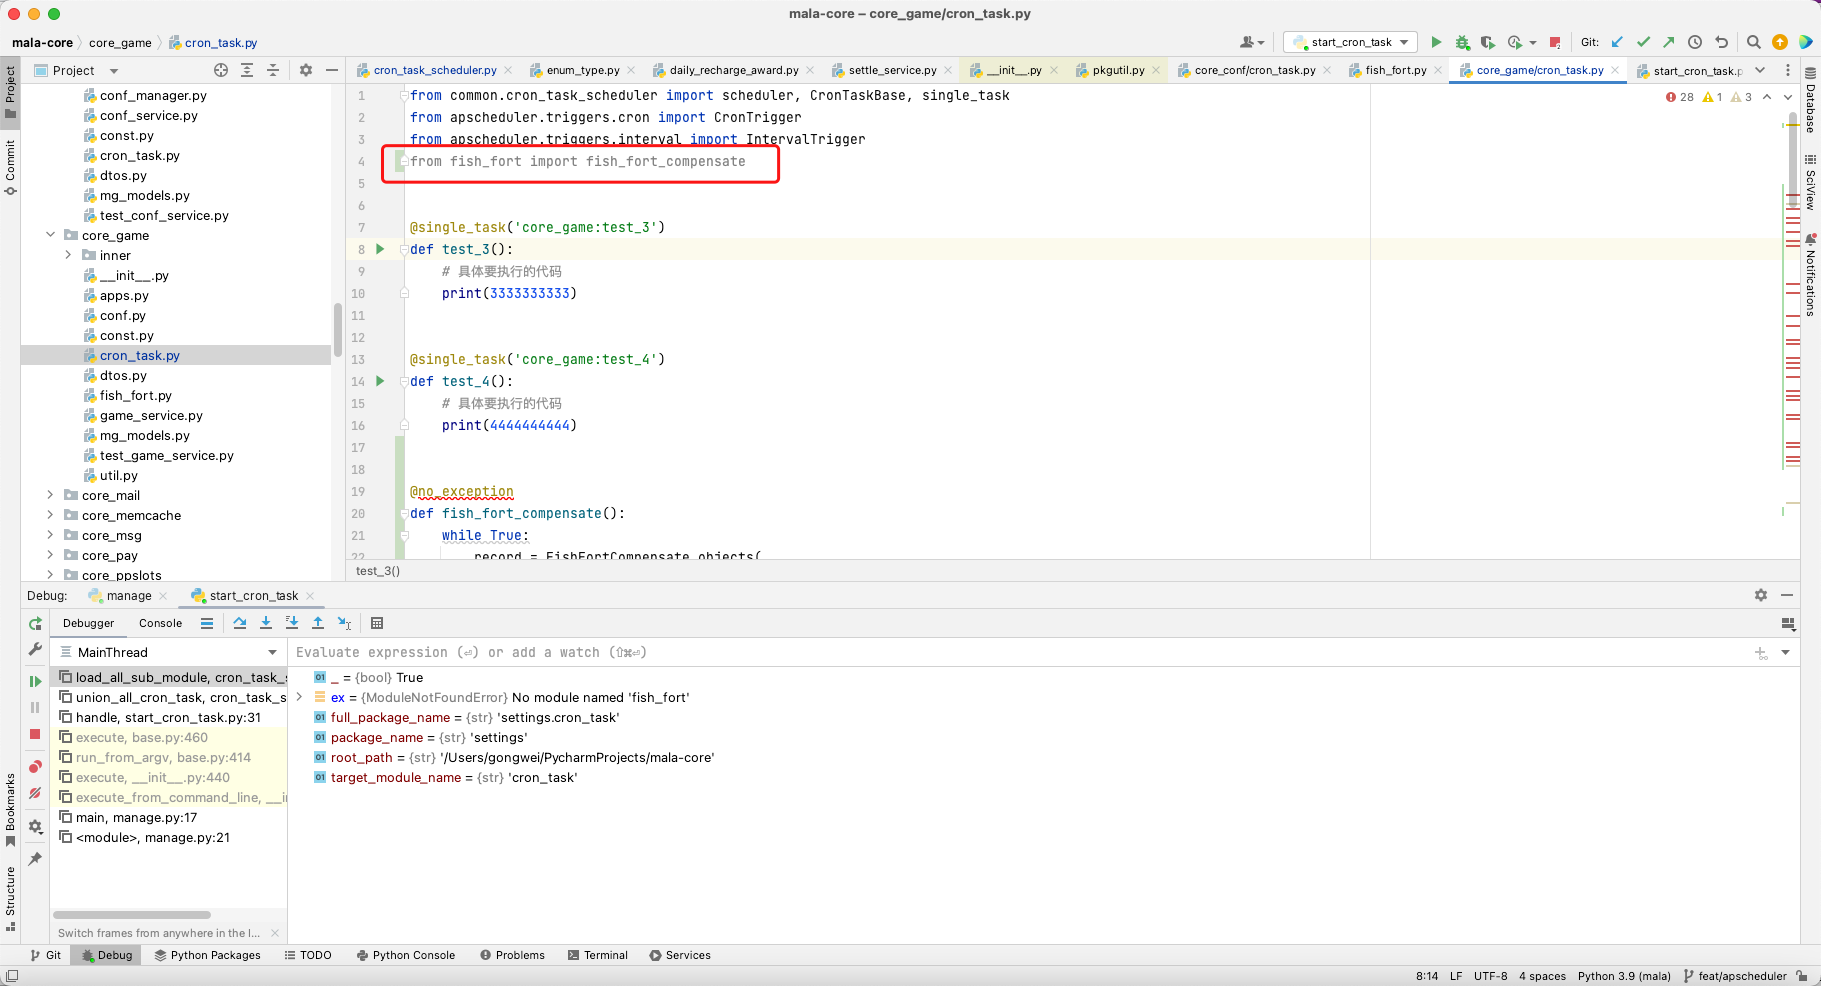 mala-core – core_game/cron_task.py
mala-core core_game cron_task.py
start_cron_task
Git:
Project
cron_task_scheduler.py
enum_type.py
daily_recharge_award.py
settle_service.py
__init__.py
pkgutil.py
core_conf/cron_task.py
fish_fort.py
core_game/cron_task.py
start_cron_task.p
Project
Commit
Bookmarks
Structure
Database
SciView
Notifications
conf_manager.py
conf_service.py
const.py
cron_task.py
dtos.py
mg_models.py
test_conf_service.py
core_game
inner
__init__.py
apps.py
conf.py
const.py
cron_task.py
dtos.py
fish_fort.py
game_service.py
mg_models.py
test_game_service.py
util.py
core_mail
core_memcache
core_msg
core_pay
core_ppslots
28 1 3
1 from common.cron_task_scheduler import scheduler, CronTaskBase, single_task
2 from apscheduler.triggers.cron import CronTrigger
3 from apscheduler.triggers.interval import IntervalTrigger
4 from fish_fort import fish_fort_compensate
5
6
7 @single_task('core_game:test_3')
8 def test_3():
9 # 具体要执行的代码
10 print(3333333333)
11
12
13 @single_task('core_game:test_4')
14 def test_4():
15 # 具体要执行的代码
16 print(4444444444)
17
18
19 @no_exception
20 def fish_fort_compensate():
21 while True:
22 record = FishFortCompensate.objects(
test_3()
Debug: manage start_cron_task
Debugger Console
MainThread
Evaluate expression (⏎) or add a watch (⇧⌘⏎)
load_all_sub_module, cron_task_s
union_all_cron_task, cron_task_s
handle, start_cron_task.py:31
execute, base.py:460
run_from_argv, base.py:414
execute, __init__.py:440
execute_from_command_line, __i
main, manage.py:17
<module>, manage.py:21
_ = {bool} True
ex = {ModuleNotFoundError} No module named 'fish_fort'
full_package_name = {str} 'settings.cron_task'
package_name = {str} 'settings'
root_path = {str} '/Users/gongwei/PycharmProjects/mala-core'
target_module_name = {str} 'cron_task'
Switch frames from anywhere in the I...
Git Debug Python Packages TODO Python Console Problems Terminal Services
8:14 LF UTF-8 4 spaces Python 3.9 (mala) feat/apscheduler